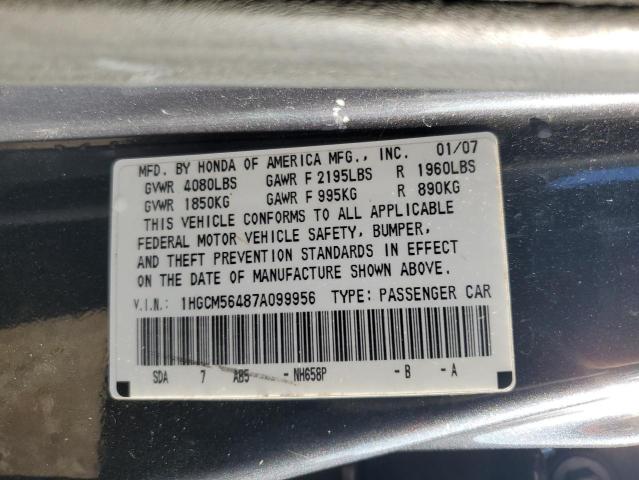 MFD. BY HONDA OF AMERICA MFG., INC. 01/07
GVWR 4080LBS GAWR F 2195LBS R 1960LBS
GVWR 1850KG GAWR F 995KG R 890KG
THIS VEHICLE CONFORMS TO ALL APPLICABLE
FEDERAL MOTOR VEHICLE SAFETY, BUMPER,
AND THEFT PREVENTION STANDARDS IN EFFECT
ON THE DATE OF MANUFACTURE SHOWN ABOVE.
V.I.N.: 1HGCM56487A099956 TYPE: PASSENGER CAR
SDA 7 AB5 -NH658P -B -A